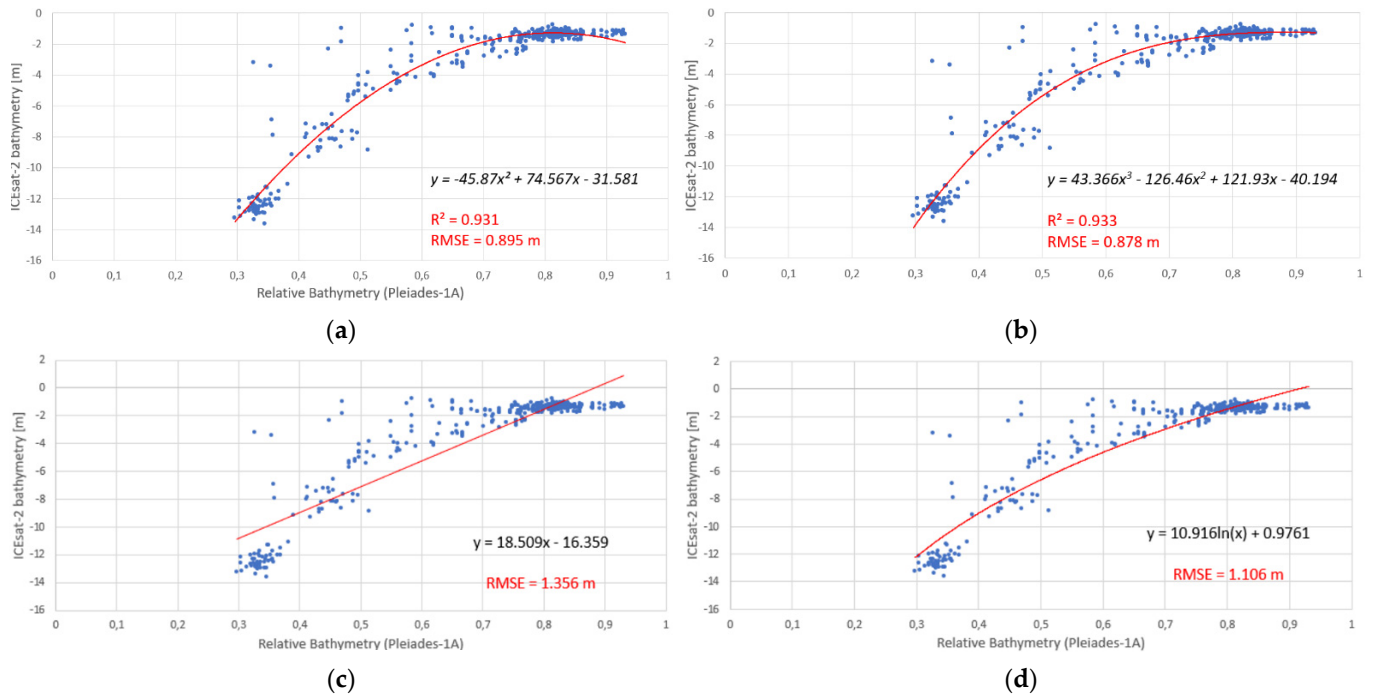 0
-2
-4
-6
-8
-10
-12
-14
-16
ICEsat-2 bathymetry [m]
y = -45.87x² + 74.567x - 31.581
R² = 0.931
RMSE = 0.895 m
0 0,1 0,2 0,3 0,4 0,5 0,6 0,7 0,8 0,9 1
Relative Bathymetry (Pleiades-1A)
(a)
0
-2
-4
-6
-8
-10
-12
-14
-16
ICEsat-2 bathymetry [m]
y = 43.366x³ - 126.46x² + 121.93x - 40.194
R² = 0.933
RMSE = 0.878 m
0 0,1 0,2 0,3 0,4 0,5 0,6 0,7 0,8 0,9 1
(b)
2
0
-2
-4
-6
-8
-10
-12
-14
-16
ICEsat-2 bathymetry [m]
y = 18.509x - 16.359
RMSE = 1.356 m
0 0,1 0,2 0,3 0,4 0,5 0,6 0,7 0,8 0,9 1
Relative Bathymetry (Pleiades-1A)
(c)
2
0
-2
-4
-6
-8
-10
-12
-14
-16
ICEsat-2 bathymetry [m]
y = 10.916ln(x) + 0.9761
RMSE = 1.106 m
0 0,1 0,2 0,3 0,4 0,5 0,6 0,7 0,8 0,9 1
Relative Bathymetry (Pleiades-1A)
(d)